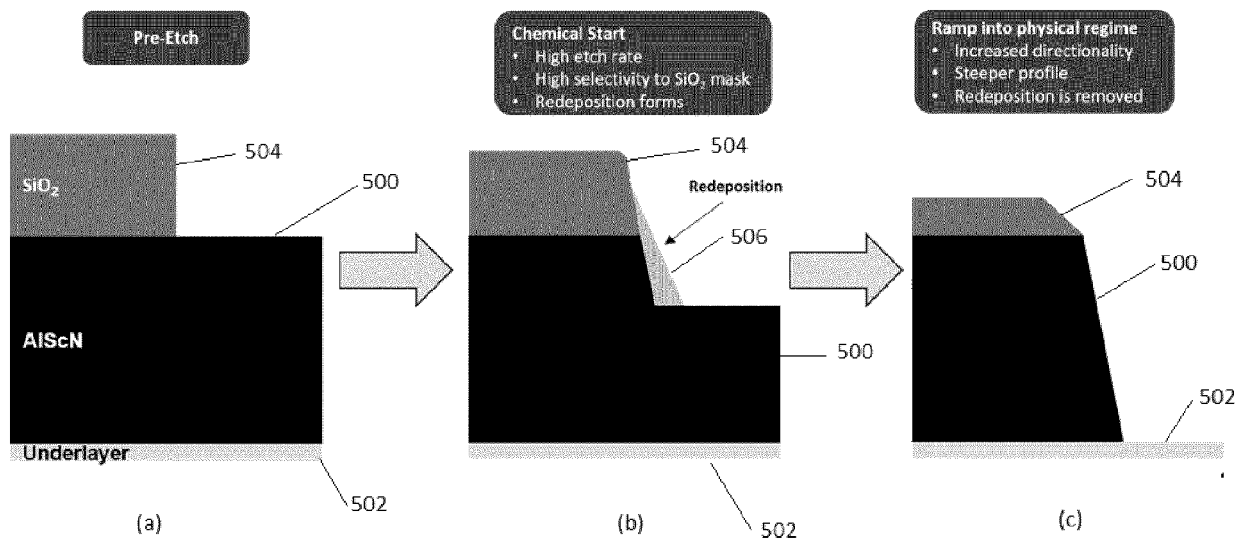 Pre-Etch
Chemical Start
• High etch rate
• High selectivity to SiO₂ mask
• Redeposition forms
Ramp into physical regime
• Increased directionality
• Steeper profile
• Redeposition is removed
SiO₂
504
500
AlScN
Underlayer
502
(a)
504
Redeposition
506
500
502
(b)
504
500
502
(c)